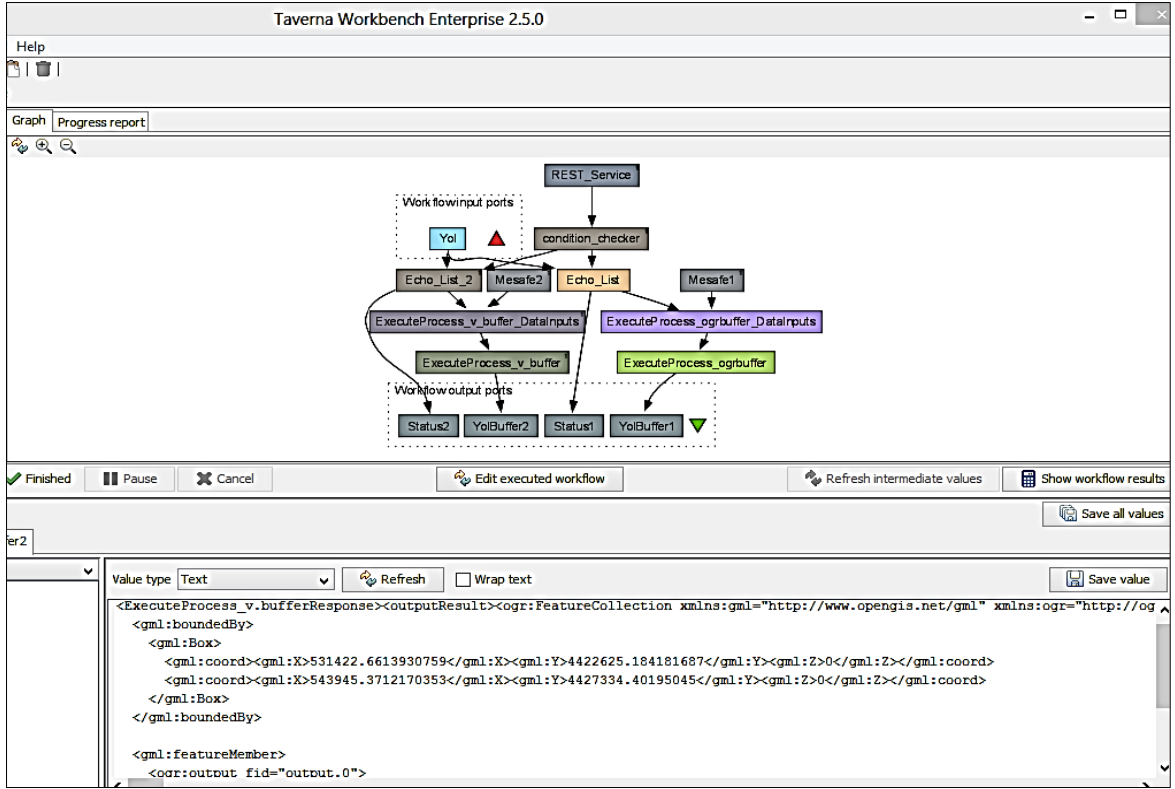 Taverna Workbench Enterprise 2.5.0
Help
Graph Progress report
REST_Service
Workflow input ports
Yol condition_checker
Echo_List_2 Mesafe2 Echo_List Mesafe1
ExecuteProcess_v_buffer_DataInputs ExecuteProcess_ogrbuffer_DataInputs
ExecuteProcess_v_buffer ExecuteProcess_ogrbuffer
Workflow output ports
Status2 YolBuffer2 Status1 YolBuffer1
Finished Pause Cancel Edit executed workflow Refresh intermediate values Show workflow results
Save all values
fer2
Value type Text Refresh Wrap text Save value
<ExecuteProcess_v.bufferResponse><outputResult><ogr:FeatureCollection xmlns:gml="http://www.opengis.net/gml" xmlns:ogr="http://og
<gml:boundedBy>
<gml:Box>
<gml:coord><gml:X>531422.6613930759</gml:X><gml:Y>4422625.184181687</gml:Y><gml:Z>0</gml:Z></gml:coord>
<gml:coord><gml:X>543945.3712170353</gml:X><gml:Y>4427334.40195045</gml:Y><gml:Z>0</gml:Z></gml:coord>
</gml:Box>
</gml:boundedBy>
<gml:featureMember>
<ogr:output fid="output.0">